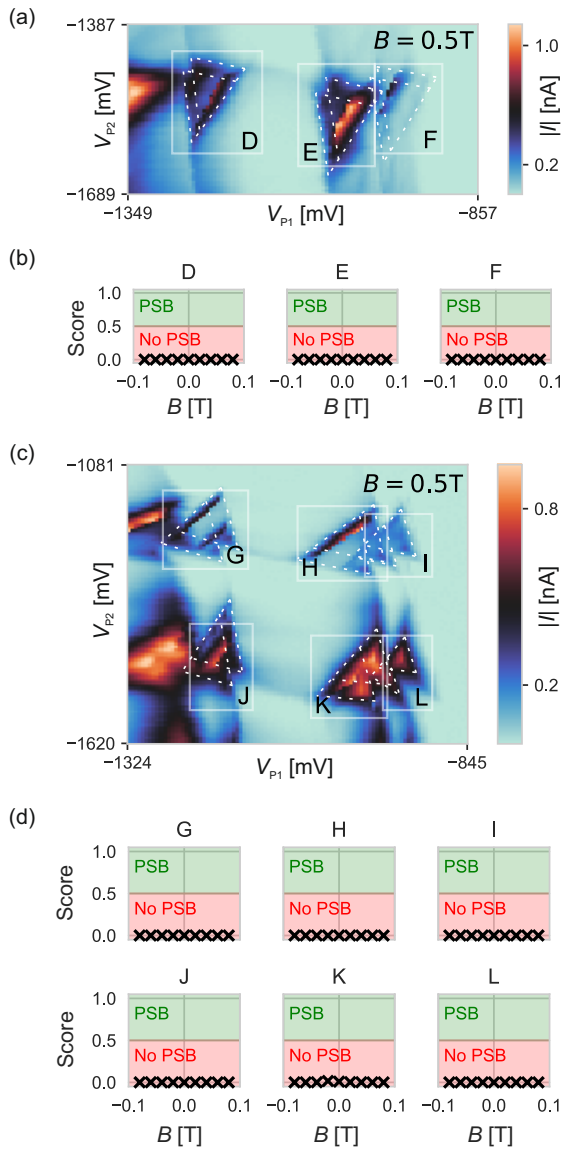 (a)
−1387
B = 0.5T
V_P2 [mV]
D
E
F
−1689
−1349
V_P1 [mV]
−857
1.0
0.2
|I| [nA]
(b)
D
E
F
Score
1.0
0.5
0.0
PSB
No PSB
PSB
No PSB
PSB
No PSB
−0.1
0.0
0.1
−0.1
0.0
0.1
−0.1
0.0
0.1
B [T]
B [T]
B [T]
(c)
−1081
B = 0.5T
V_P2 [mV]
G
H
I
J
K
L
−1620
−1324
V_P1 [mV]
−845
0.8
0.2
|I| [nA]
(d)
G
H
I
Score
1.0
0.5
0.0
PSB
No PSB
PSB
No PSB
PSB
No PSB
J
K
L
Score
1.0
0.5
0.0
PSB
No PSB
PSB
No PSB
PSB
No PSB
−0.1
0.0
0.1
−0.1
0.0
0.1
−0.1
0.0
0.1
B [T]
B [T]
B [T]